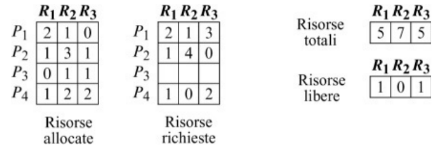 R1 R2 R3
P1 2 1 0
P2 1 3 1
P3 0 1 1
P4 1 2 2
Risorse
allocate
R1 R2 R3
P1 2 1 3
P2 1 4 0
P3
P4 1 0 2
Risorse
richieste
Risorse
totali
R1 R2 R3
5 7 5
Risorse
libere
R1 R2 R3
1 0 1